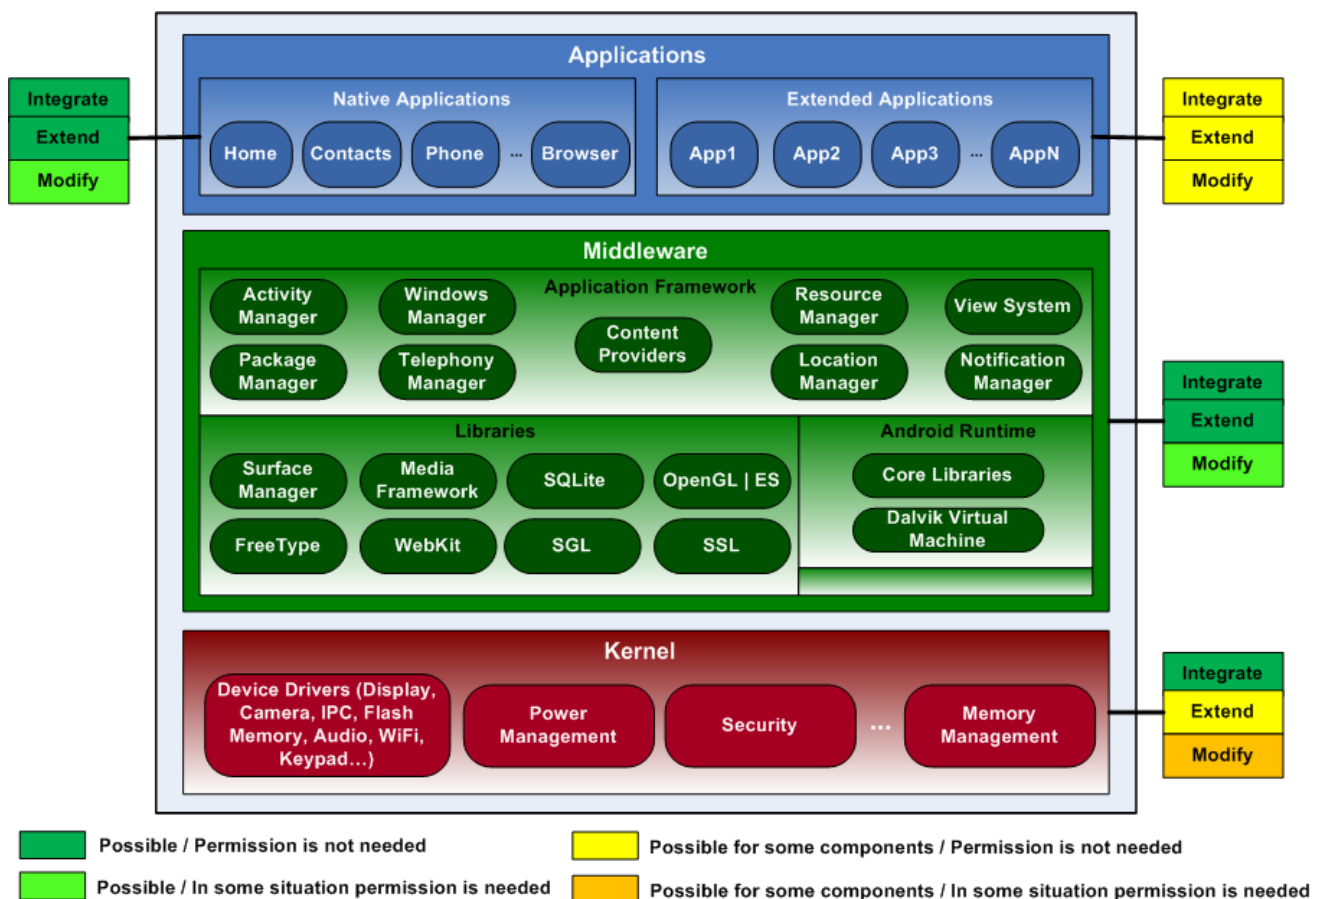 Applications
Native Applications
Extended Applications
Home
Contacts
Phone
...
Browser
App1
App2
App3
...
AppN
Integrate
Extend
Modify
Integrate
Extend
Modify
Middleware
Application Framework
Activity
Manager
Windows
Manager
Content
Providers
Resource
Manager
View System
Package
Manager
Telephony
Manager
Location
Manager
Notification
Manager
Integrate
Extend
Modify
Libraries
Surface
Manager
Media
Framework
SQLite
OpenGL | ES
FreeType
WebKit
SGL
SSL
Android Runtime
Core Libraries
Dalvik Virtual
Machine
Kernel
Device Drivers (Display,
Camera, IPC, Flash
Memory, Audio, WiFi,
Keypad...)
Power
Management
Security
...
Memory
Management
Integrate
Extend
Modify
Possible / Permission is not needed
Possible for some components / Permission is not needed
Possible / In some situation permission is needed
Possible for some components / In some situation permission is needed